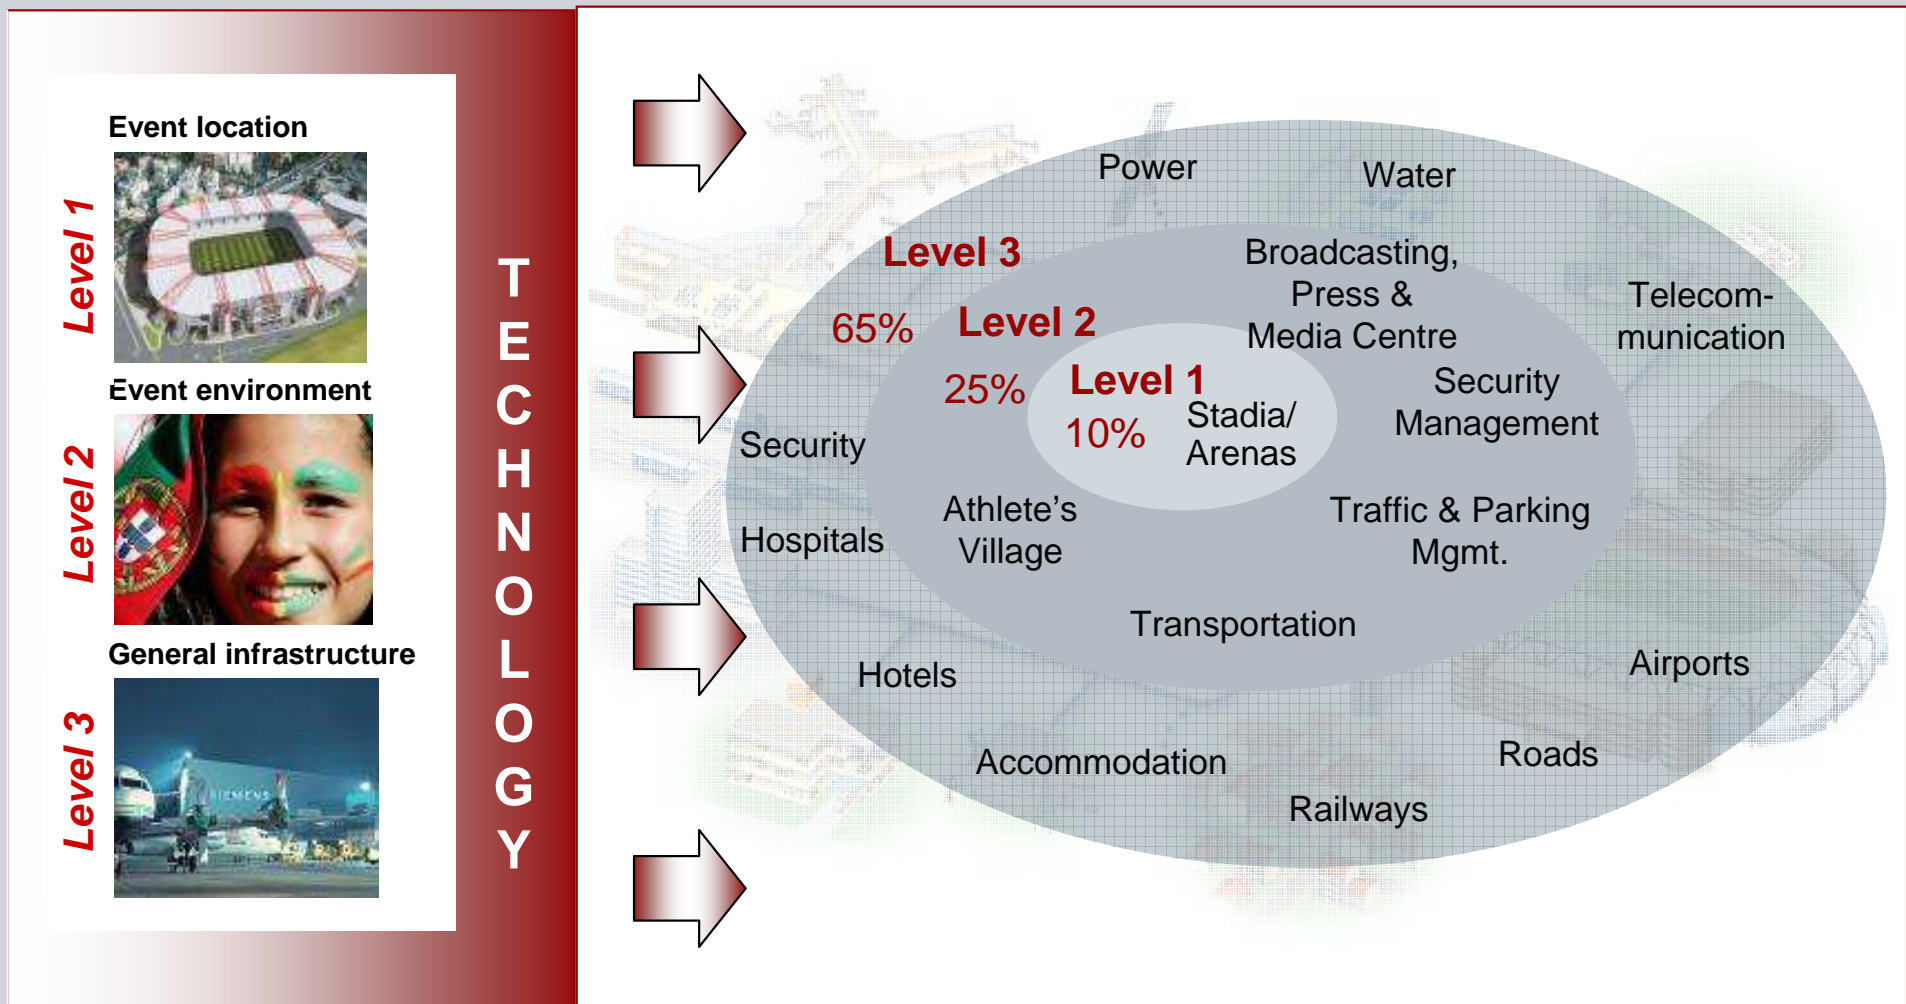 Event location
Level 1
Event environment
Level 2
General infrastructure
Level 3
SIEMENS
TECHNOLOGY
Power
Water
Level 3
65%
Broadcasting,
Press &
Media Centre
Telecom-
munication
Level 2
25%
Level 1
10%
Stadia/
Arenas
Security
Management
Security
Athlete's
Village
Traffic & Parking
Mgmt.
Hospitals
Transportation
Hotels
Airports
Accommodation
Roads
Railways